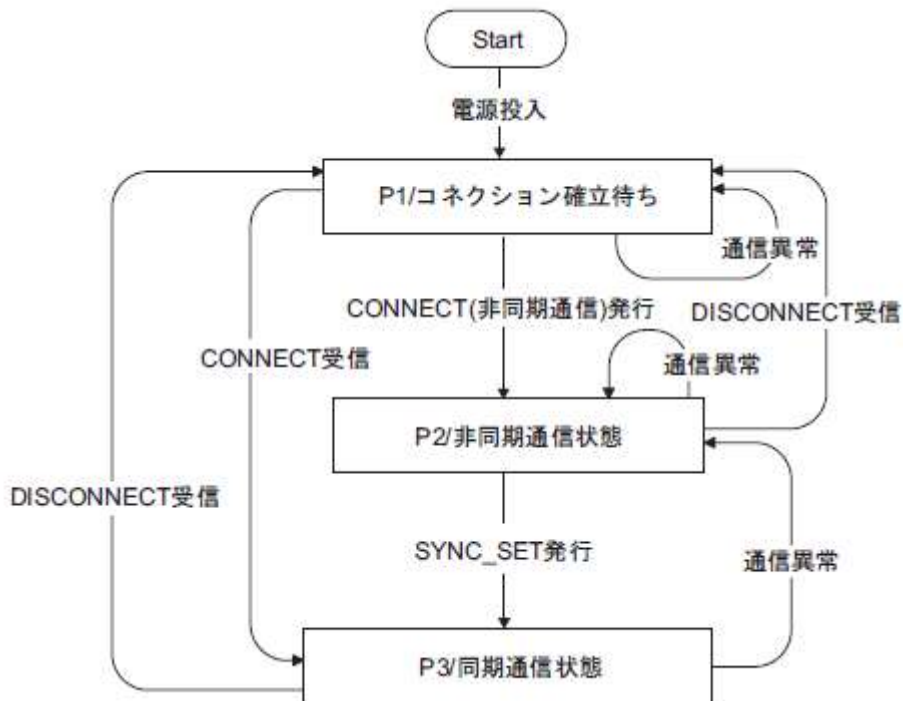 Start
電源投入
P1/コネクション確立待ち
通信異常
CONNECT(非同期通信)発行
DISCONNECT受信
CONNECT受信
通信異常
P2/非同期通信状態
DISCONNECT受信
SYNC_SET発行
通信異常
P3/同期通信状態